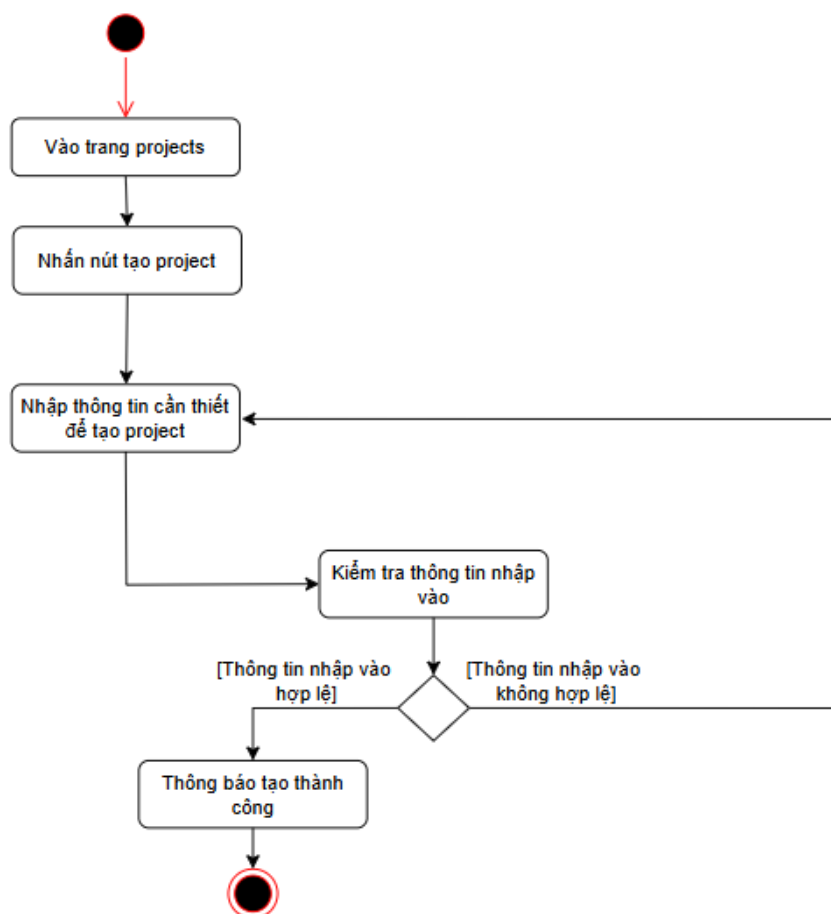 Vào trang projects
Nhấn nút tạo project
Nhập thông tin cần thiết
để tạo project
Kiểm tra thông tin nhập
vào
[Thông tin nhập vào
hợp lệ]
[Thông tin nhập vào
không hợp lệ]
Thông báo tạo thành
công